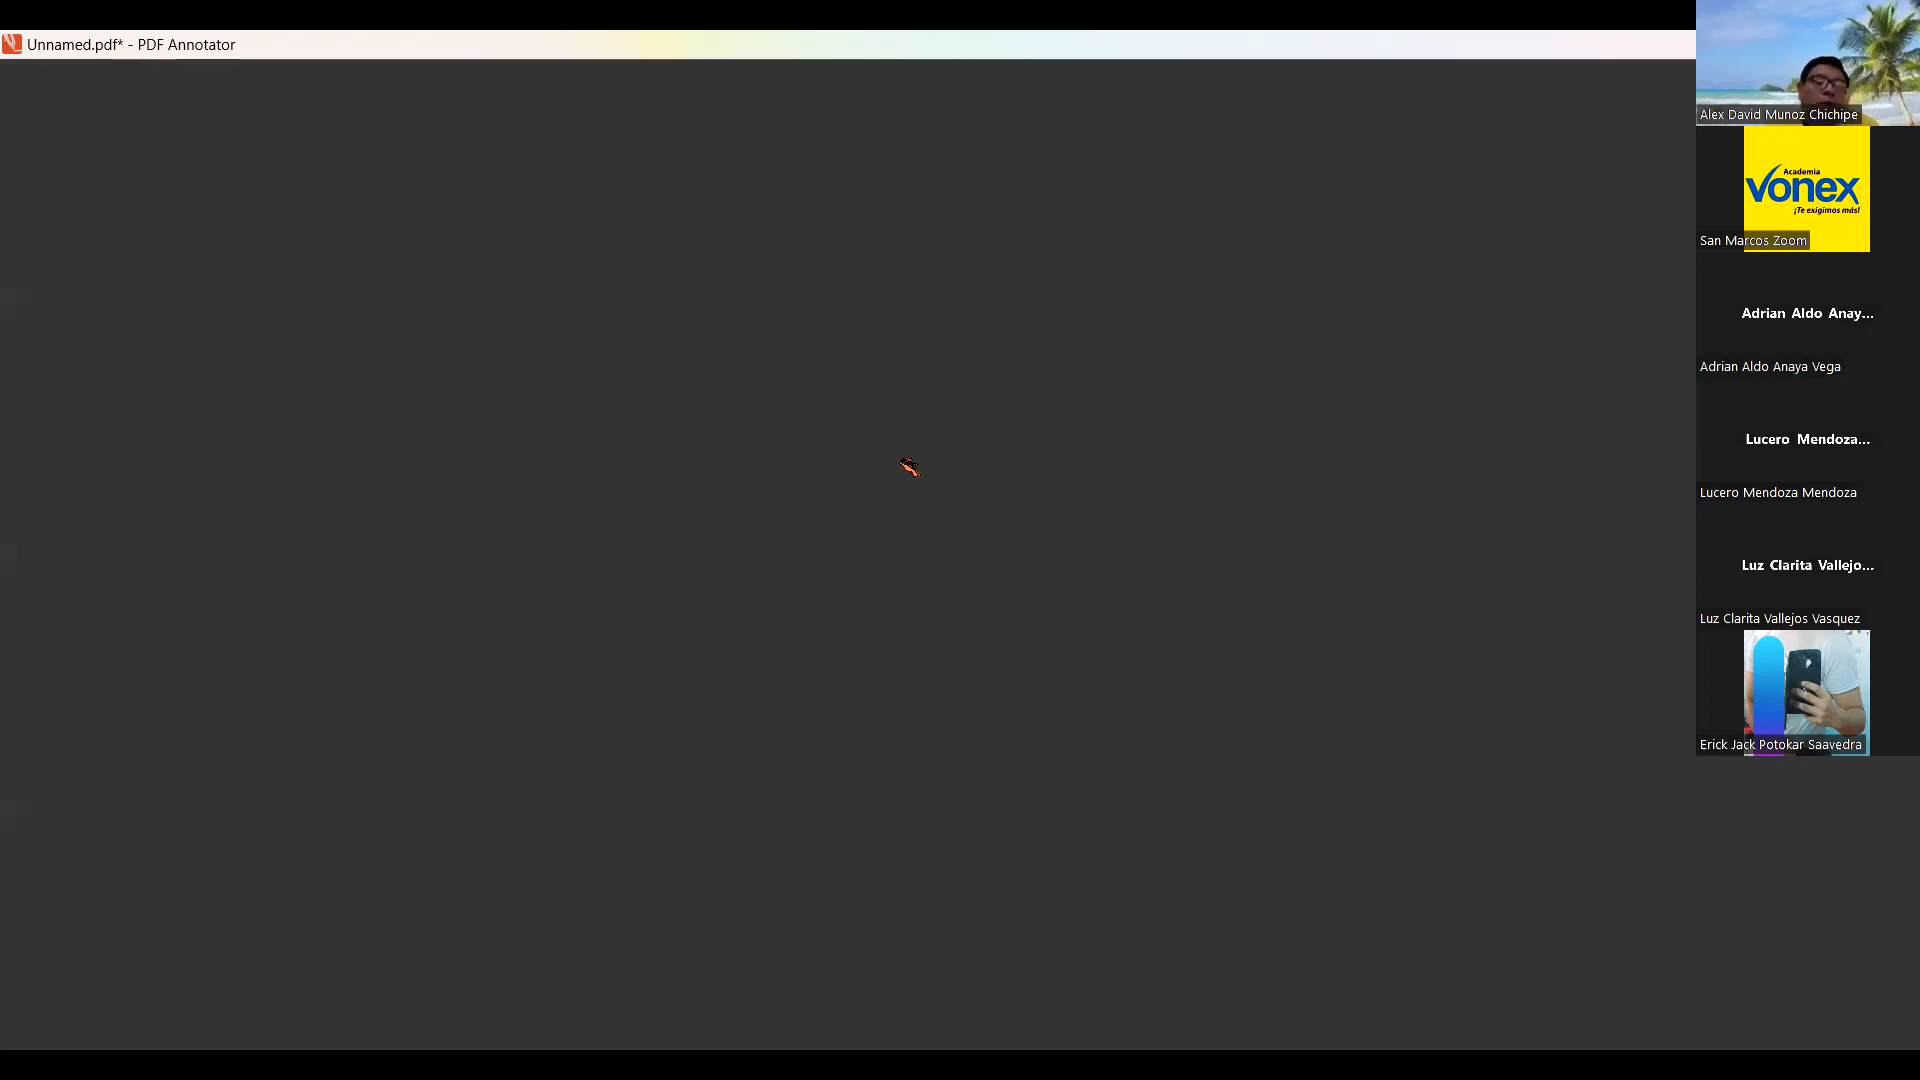 Unnamed.pdf* - PDF Annotator
Alex David Munoz Chichipe
Academia
Vonex
¡Te exigimos más!
San Marcos Zoom
Adrian Aldo Anay...
Adrian Aldo Anaya Vega
Lucero Mendoza...
Lucero Mendoza Mendoza
Luz Clarita Vallejo...
Luz Clarita Vallejos Vasquez
Erick Jack Potokar Saavedra